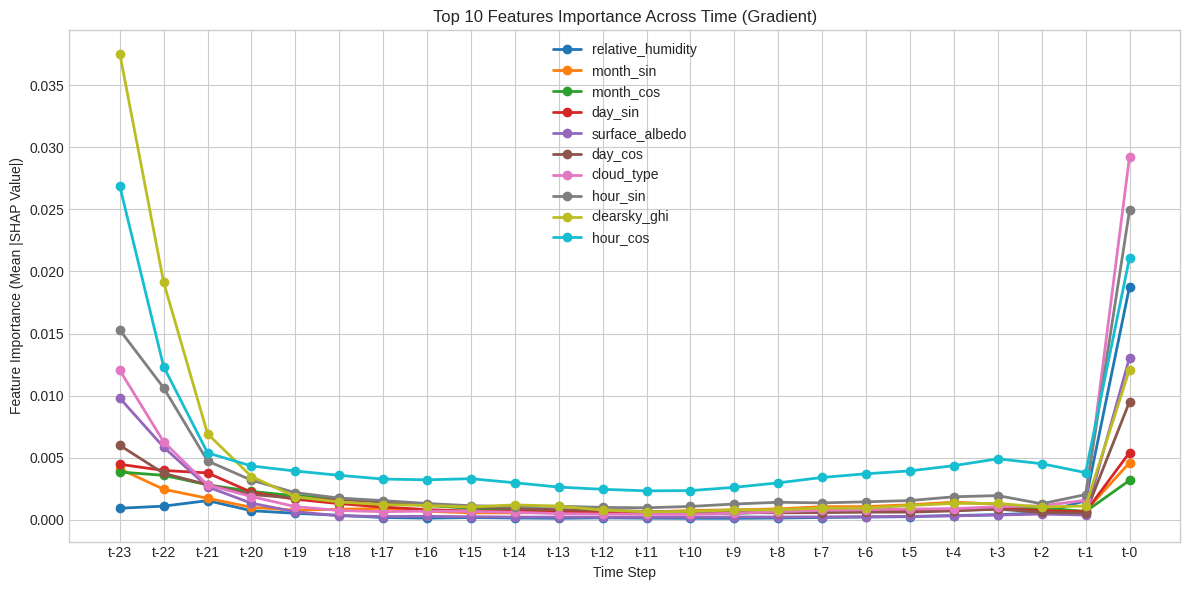 Top 10 Features Importance Across Time (Gradient)
Feature Importance (Mean |SHAP Value|)
0.035
0.030
0.025
0.020
0.015
0.010
0.005
0.000
relative_humidity
month_sin
month_cos
day_sin
surface_albedo
day_cos
cloud_type
hour_sin
clearsky_ghi
hour_cos
t-23 t-22 t-21 t-20 t-19 t-18 t-17 t-16 t-15 t-14 t-13 t-12 t-11 t-10 t-9 t-8 t-7 t-6 t-5 t-4 t-3 t-2 t-1 t-0
Time Step